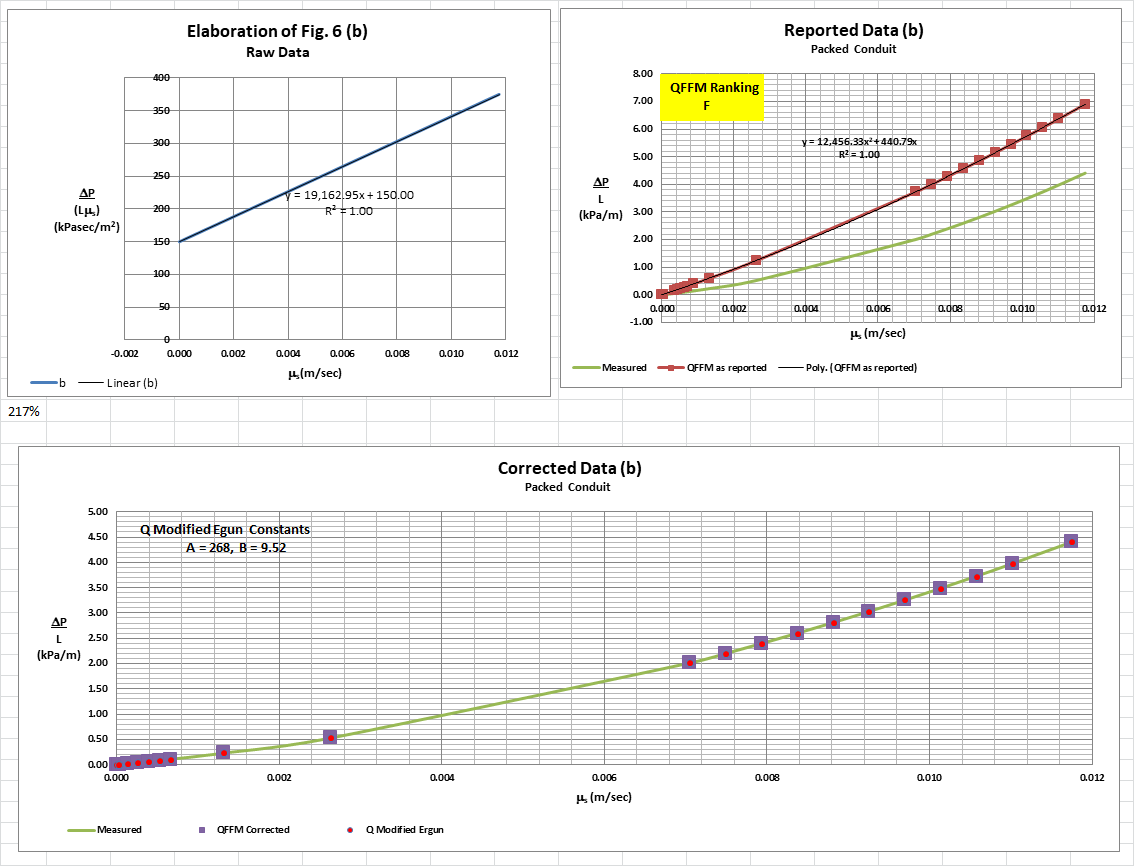 Elaboration of Fig. 6 (b)
Raw Data
400
350
300
250
200
150
100
50
0
ΔP
(Lμs)
(kPasec/m²)
y = 19,162.95x + 150.00
R² = 1.00
-0.002 0.000 0.002 0.004 0.006 0.008 0.010 0.012
μs(m/sec)
b Linear (b)
Reported Data (b)
Packed Conduit
QFFM Ranking
F
8.00
7.00
6.00
5.00
4.00
3.00
2.00
1.00
0.00
-1.00
ΔP
L
(kPa/m)
y = 12,456.33x² + 440.79x
R² = 1.00
0.000 0.002 0.004 0.006 0.008 0.010 0.012
μs (m/sec)
Measured QFFM as reported Poly. (QFFM as reported)
217%
Corrected Data (b)
Packed Conduit
Q Modified Egun Constants
A = 268, B = 9.52
5.00
4.50
4.00
3.50
3.00
2.50
2.00
1.50
1.00
0.50
0.00
ΔP
L
(kPa/m)
0.000 0.002 0.004 0.006 0.008 0.010 0.012
μs (m/sec)
Measured QFFM Corrected Q Modified Ergun